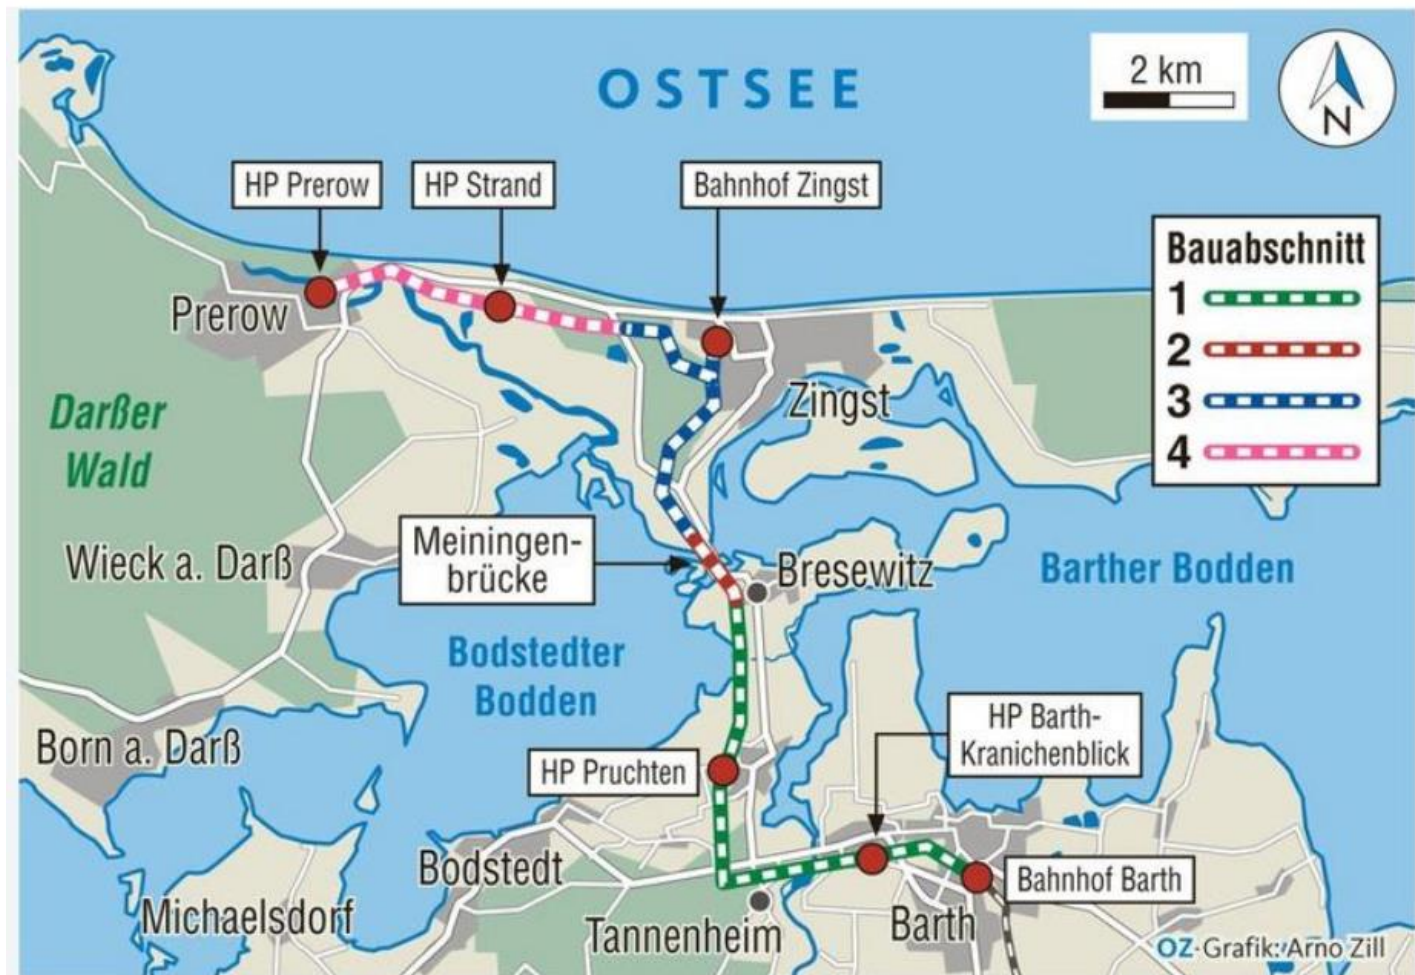 OSTSEE
2 km
N
HP Prerow
HP Strand
Bahnhof Zingst
Bauabschnitt
1
2
3
4
Prerow
Zingst
Darßer
Wald
Meiningen-
brücke
Wieck a. Darß
Bresewitz
Barther Bodden
Bodstedter
Bodden
HP Barth-
Kranichenblick
Born a. Darß
HP Pruchten
Bodstedt
Bahnhof Barth
Michaelsdorf
Tannenheim
Barth
OZ-Grafik: Arno Zill